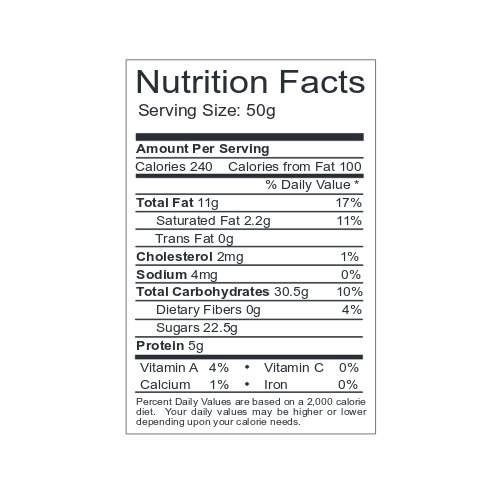 Nutrition Facts
Serving Size: 50g
Amount Per Serving
Calories 240 Calories from Fat 100
% Daily Value *
Total Fat 11g 17%
Saturated Fat 2.2g 11%
Trans Fat 0g
Cholesterol 2mg 1%
Sodium 4mg 0%
Total Carbohydrates 30.5g 10%
Dietary Fibers 0g 4%
Sugars 22.5g
Protein 5g
Vitamin A 4% • Vitamin C 0%
Calcium 1% • Iron 0%
Percent Daily Values are based on a 2,000 calorie
diet. Your daily values may be higher or lower
depending upon your calorie needs.